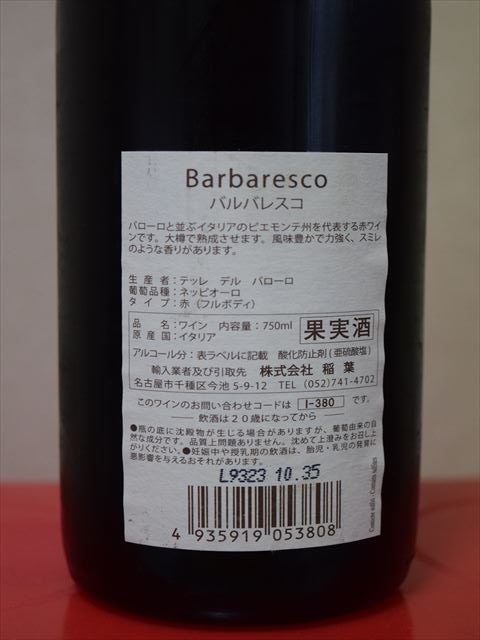 Barbaresco
バルバレスコ
バローロと並ぶイタリアのピエモンテ州を代表する赤ワイ
ンです。大樽で熟成させます。風味豊かで力強く、スミレ
のような香りがあります。
生産者:テッレ デル バローロ
葡萄品種:ネッビオーロ
タイプ:赤(フルボディ)
品名:ワイン 内容量:750ml
原産国:イタリア
果実酒
アルコール分:表ラベルに記載 酸化防止剤(亜硫酸塩)
輸入業者及び引取先 株式会社 稲葉
名古屋市千種区今池 5-9-12 TEL (052)741-4702
このワインのお問い合わせコードは I-380 です。
飲酒は20歳になってから
●瓶の底に沈殿物が生じる場合がありますが、葡萄由来の自
然な成分です。品質上問題ありません。沈めて上澄みをお召し上
がりください。●妊娠中や授乳期の飲酒は、胎児・乳児の発育に
悪影響を与えるおそれがあります。
L9323 10.35
4 935919 053808
Contiene solfiti - Contains sulfites